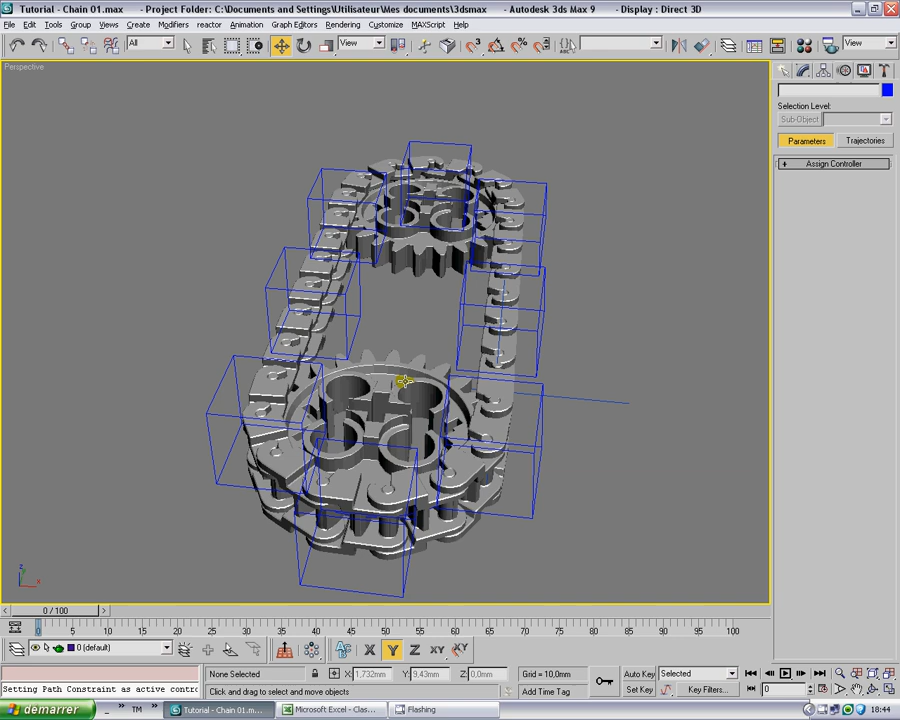 Tutorial - Chain 01.max - Project Folder: C:\Documents and Settings\Utilisateur\Mes documents\3dsmax - Autodesk 3ds Max 9 - Display : Direct 3D
File Edit Tools Group Views Create Modifiers reactor Animation Graph Editors Rendering Customize MAXScript Help
All View View
Perspective
Selection Level:
Sub-Object
Parameters Trajectories
+ Assign Controller
z x
< 0 / 100 >
0 5 10 15 20 25 30 35 40 45 50 55 60 65 70 75 80 85 90 95 100
0 (default) X Y Z XY XY
None Selected X: 1,732mm Y: 9,43mm Z: 0,0mm Grid = 10,0mm Auto Key Selected
Setting Path Constraint as active contrc Click and drag to select and move objects Add Time Tag Set Key Key Filters... 0
démarrer TM Tutorial - Chain 01.m... Microsoft Excel - Clas... Flashing 18:44